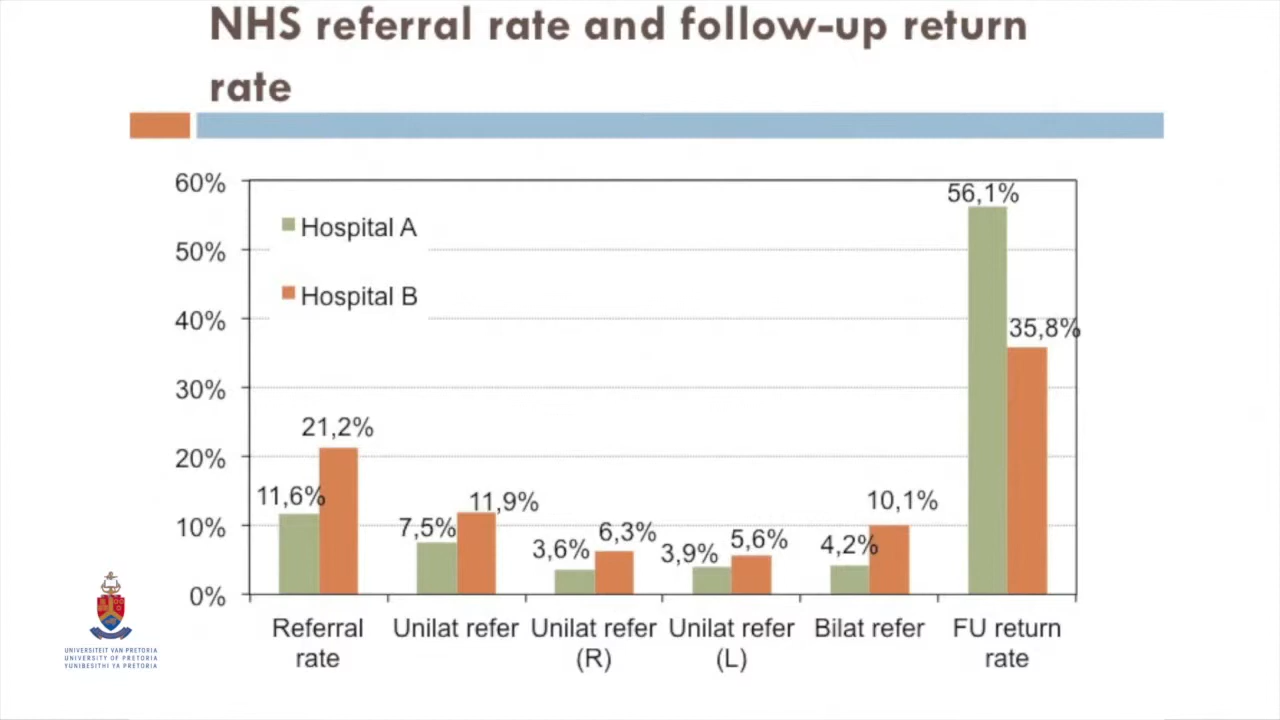 NHS referral rate and follow-up return
rate
60%
50%
40%
30%
20%
10%
0%
Hospital A
Hospital B
11,6%
21,2%
7,5%
11,9%
3,6%
6,3%
3,9%
5,6%
4,2%
10,1%
56,1%
35,8%
Referral
rate
Unilat refer
Unilat refer
(R)
Unilat refer
(L)
Bilat refer
FU return
rate
UNIVERSITEIT VAN PRETORIA
UNIVERSITY OF PRETORIA
YUNIBESITHI YA PRETORIA